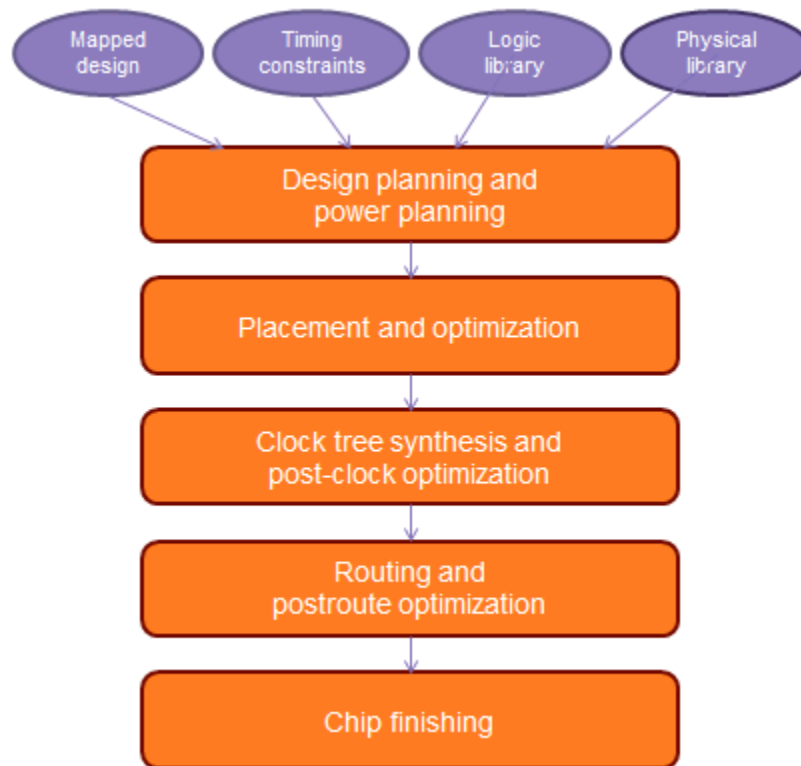 Mapped
design
Timing
constraints
Logic
library
Physical
library
Design planning and
power planning
Placement and optimization
Clock tree synthesis and
post-clock optimization
Routing and
postroute optimization
Chip finishing